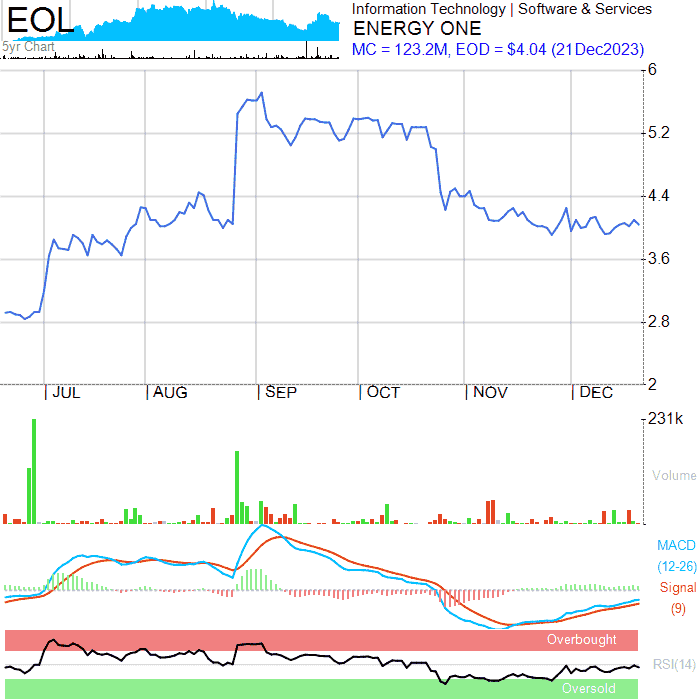 EOL
Information Technology | Software & Services
ENERGY ONE
5yr Chart
MC = 123.2M, EOD = $4.04 (21Dec2023)
6
5.2
4.4
3.6
2.8
2
JUL AUG SEP OCT NOV DEC
231k
Volume
MACD
(12-26)
Signal
(9)
Overbought
RSI(14)
Oversold